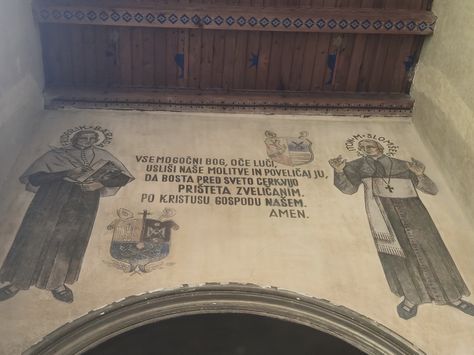 VSEMOGOČNI BOG, OČE LUČI,
USLIŠI NAŠE MOLITVE IN POVELIČAJ JU,
DA BOSTA PRED SVETO CERKVIJO
PRIŠTETA ZVELIČANIM.
PO KRISTUSU GOSPODU NAŠEM.
AMEN.
A·M·SLOMŠEK